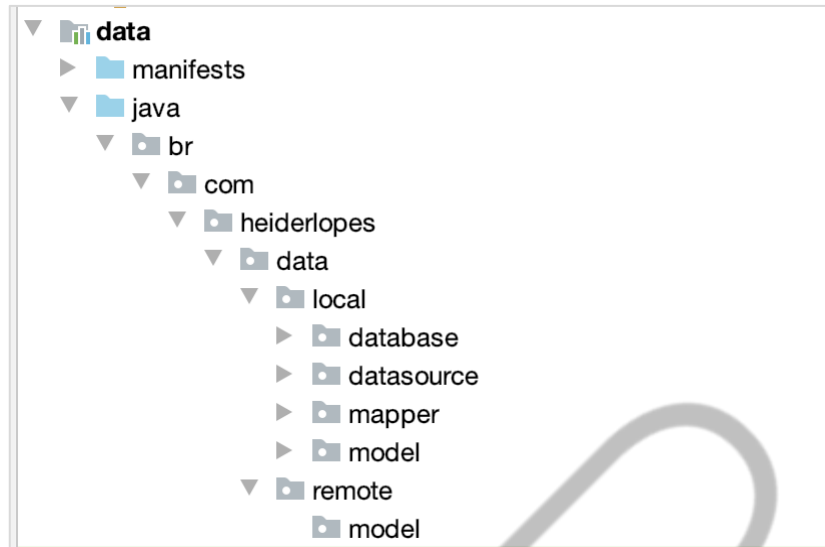 data
manifests
java
br
com
heiderlopes
data
local
database
datasource
mapper
model
remote
model